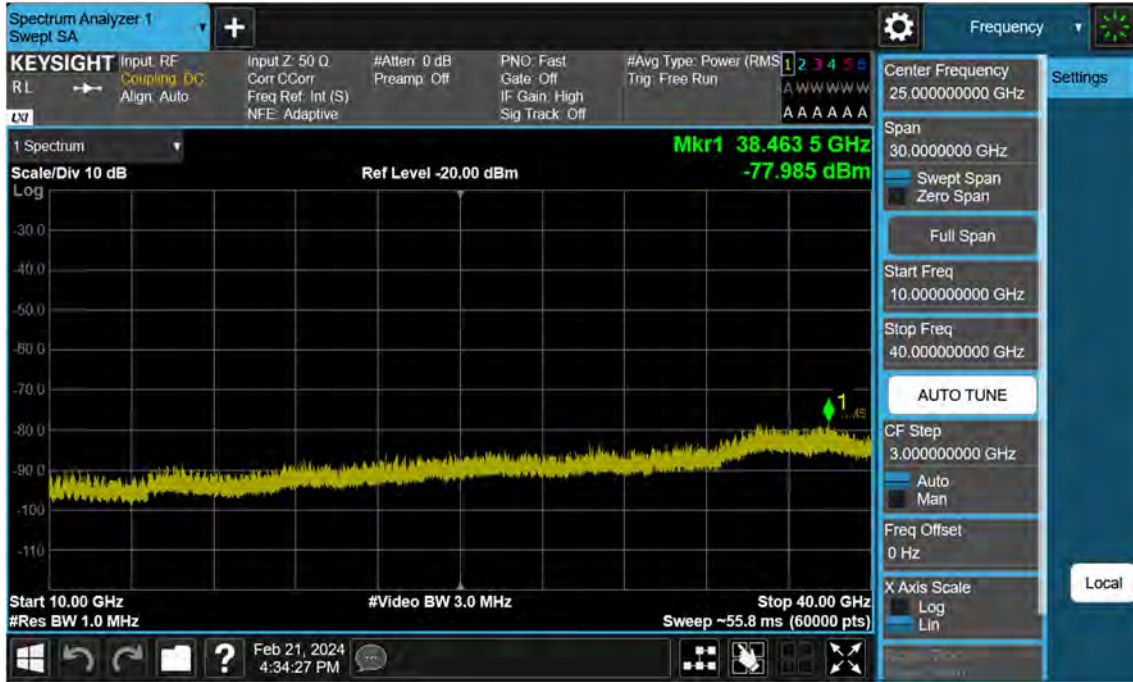 Spectrum Analyzer 1
Swept SA
Frequency
KEYSIGHT
RL
LXI
Input: RF
Coupling: DC
Align: Auto
Input Z: 50 Ω
Corr CCorr
Freq Ref: Int (S)
NFE: Adaptive
#Atten: 0 dB
Preamp: Off
PNO: Fast
Gate: Off
IF Gain: High
Sig Track: Off
#Avg Type: Power (RMS
Trig: Free Run
1 2 3 4 5 6
A W W W W W
A A A A A A
1 Spectrum
Mkr1 38.463 5 GHz
-77.985 dBm
Scale/Div 10 dB
Ref Level -20.00 dBm
Log
-30.0
-40.0
-50.0
-60.0
-70.0
-80.0
-90.0
-100
-110
1
Start 10.00 GHz
#Video BW 3.0 MHz
Stop 40.00 GHz
#Res BW 1.0 MHz
Sweep ~55.8 ms (60000 pts)
Center Frequency
25.000000000 GHz
Span
30.0000000 GHz
Swept Span
Zero Span
Full Span
Start Freq
10.000000000 GHz
Stop Freq
40.000000000 GHz
AUTO TUNE
CF Step
3.000000000 GHz
Auto
Man
Freq Offset
0 Hz
X Axis Scale
Log
Lin
Settings
Local
?
Feb 21, 2024
4:34:27 PM